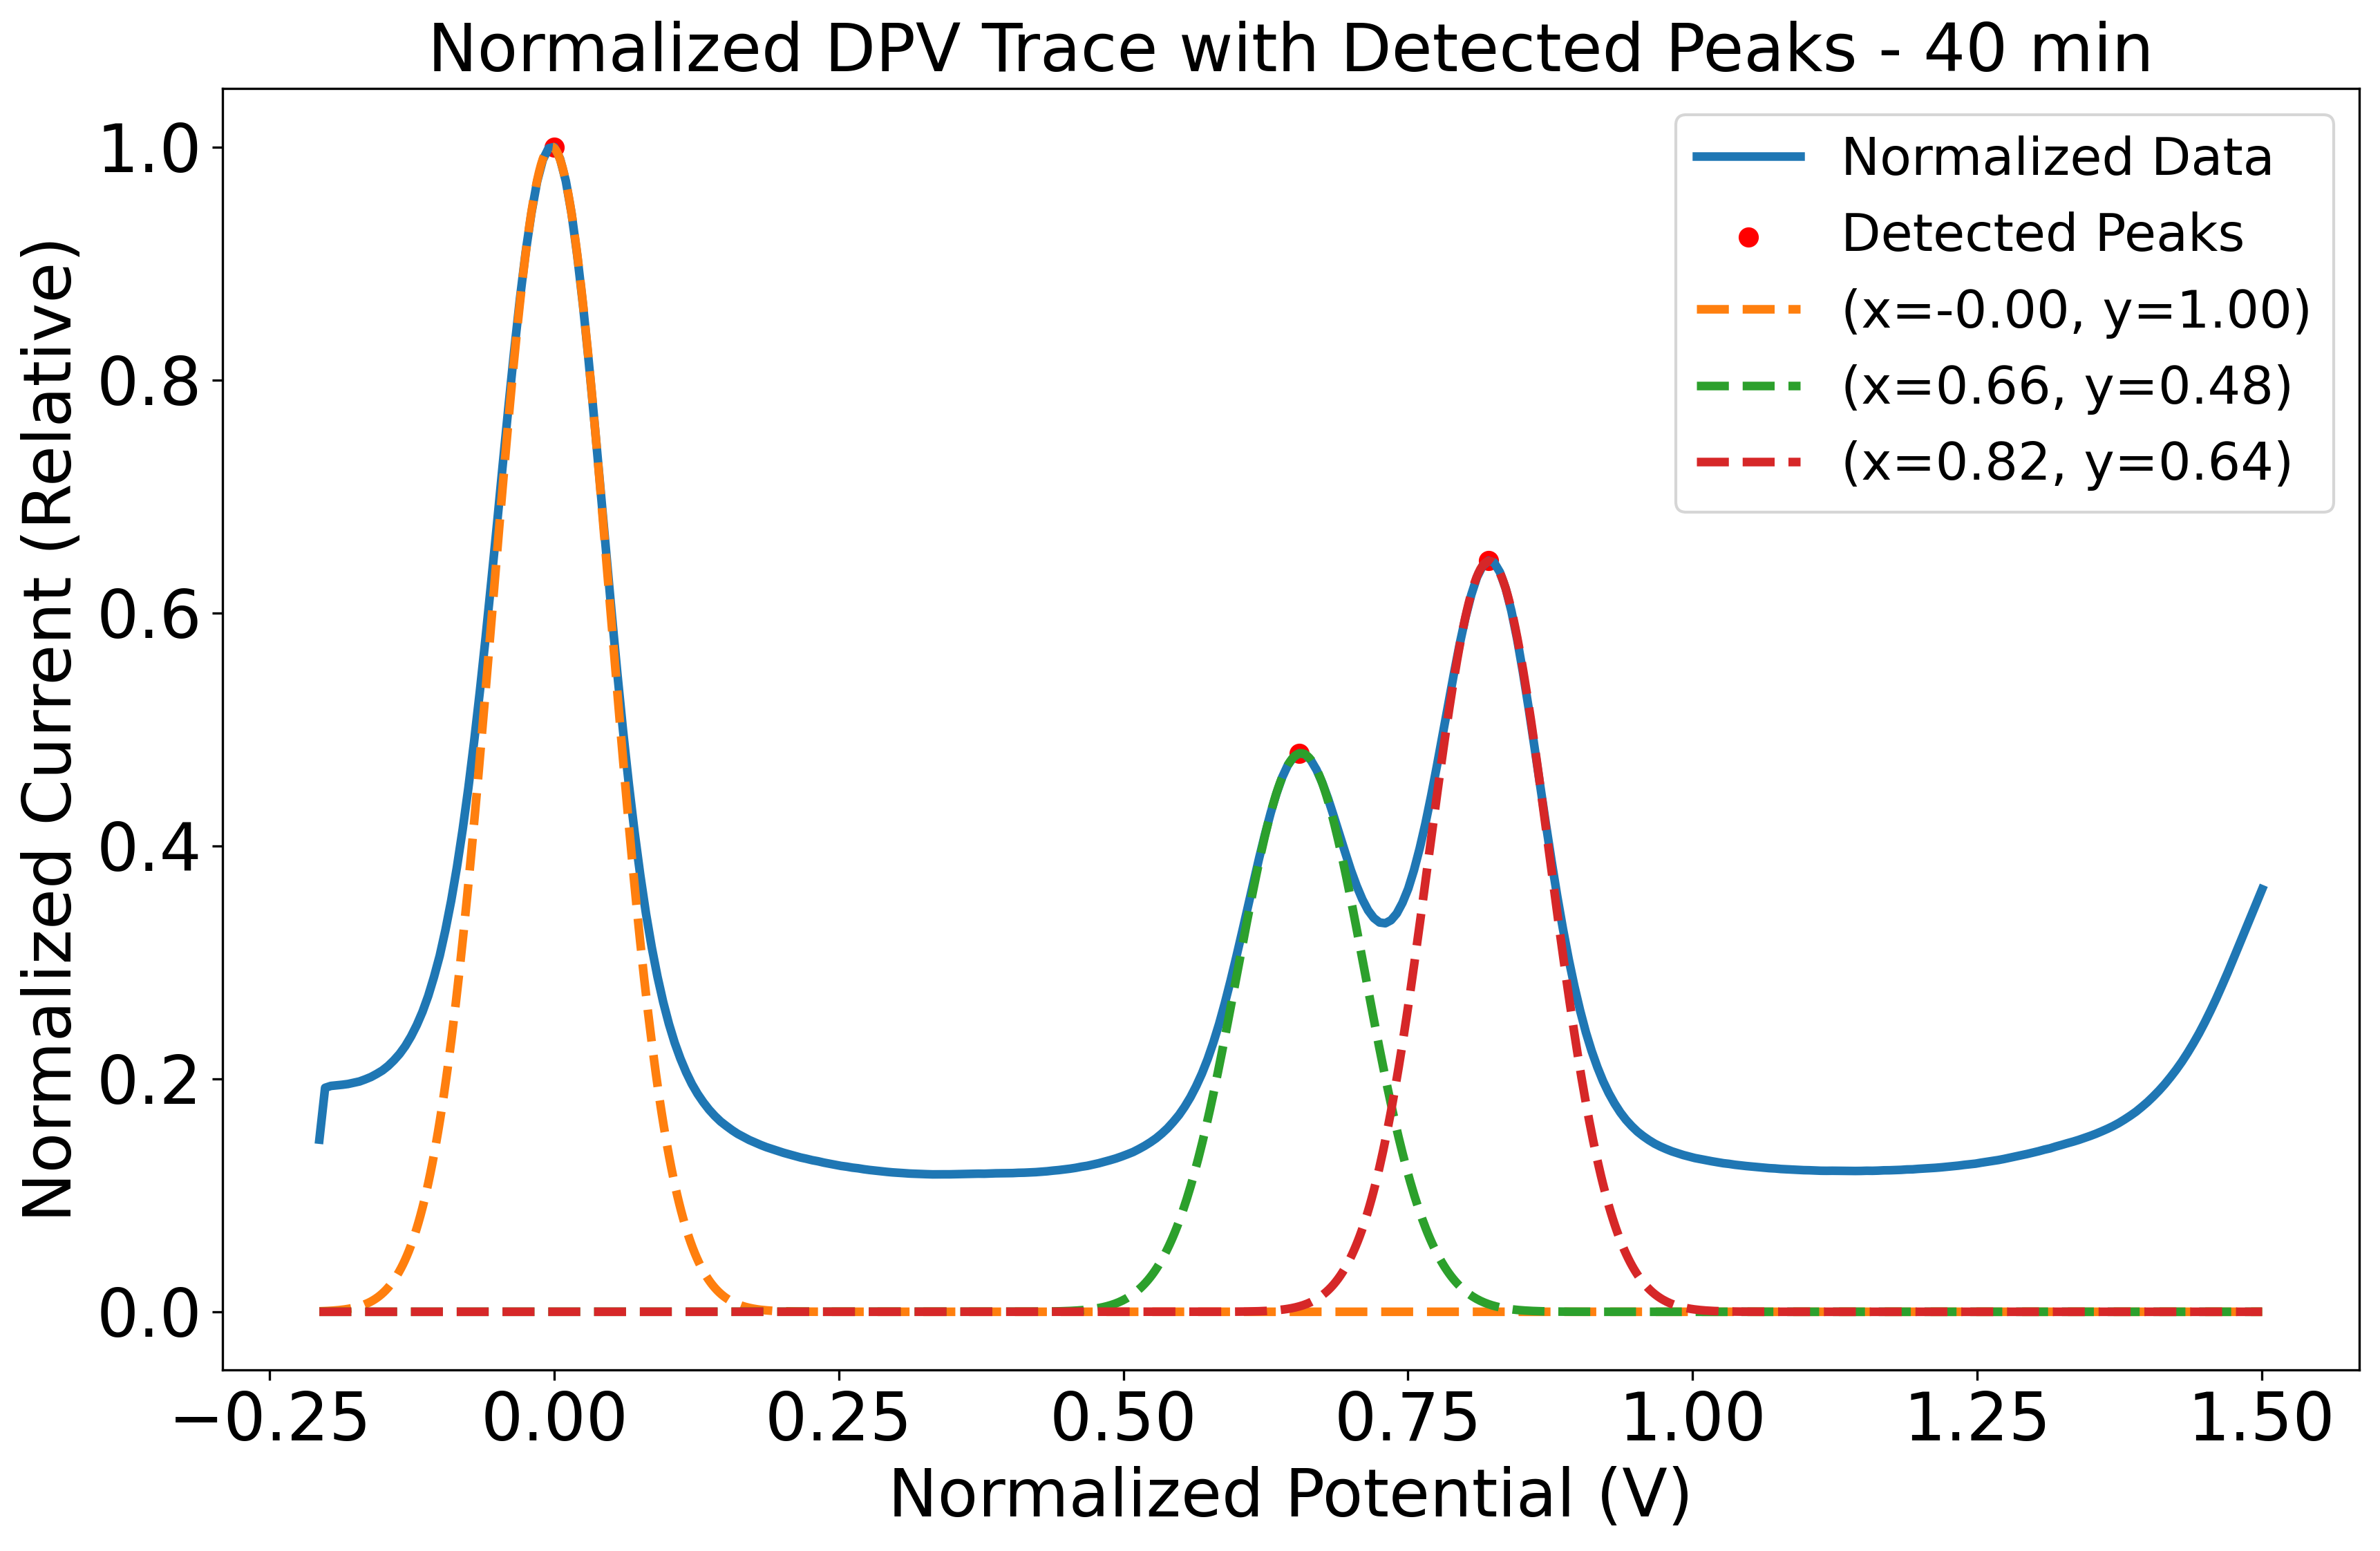 Normalized DPV Trace with Detected Peaks - 40 min
Normalized Current (Relative)
1.0
0.8
0.6
0.4
0.2
0.0
Normalized Data
Detected Peaks
(x=-0.00, y=1.00)
(x=0.66, y=0.48)
(x=0.82, y=0.64)
−0.25
0.00
0.25
0.50
0.75
1.00
1.25
1.50
Normalized Potential (V)